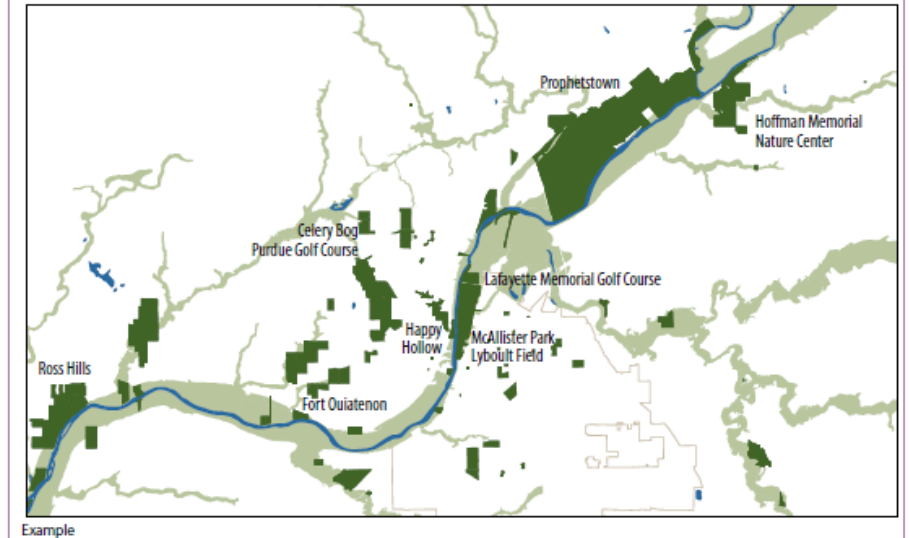 Prophetstown
Hoffman Memorial
Nature Center
Celery Bog
Purdue Golf Course
Lafayette Memorial Golf Course
Happy
Hollow
McAllister Park
Lyboult Field
Ross Hills
Fort Ouiatenon
Example